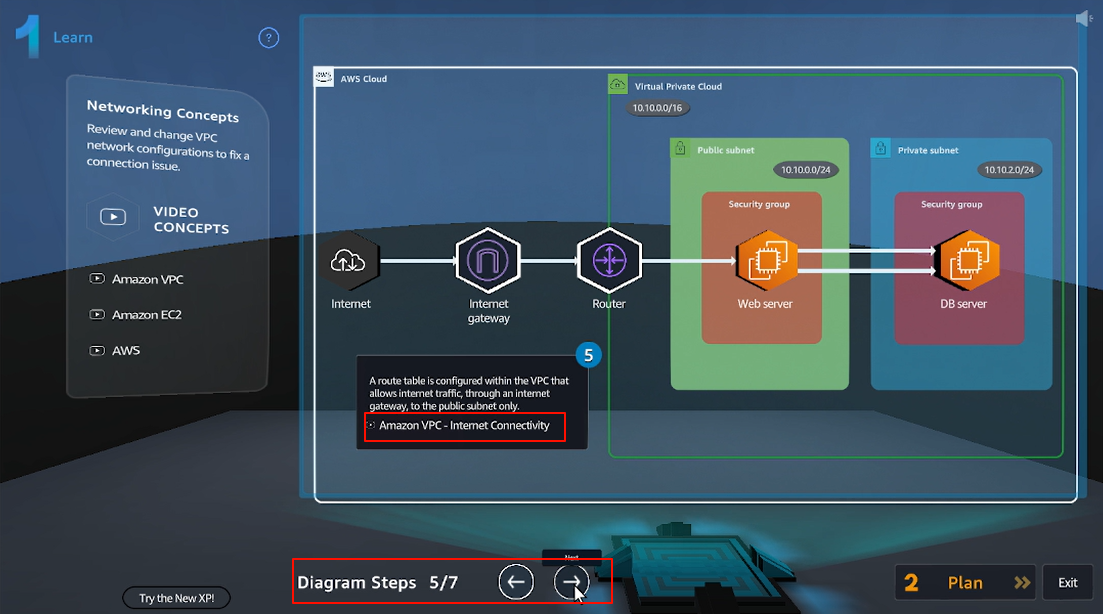 1 Learn
?
Networking Concepts
Review and change VPC
network configurations to fix a
connection issue.
VIDEO
CONCEPTS
Amazon VPC
Amazon EC2
AWS
aws AWS Cloud
Virtual Private Cloud
10.10.0.0/16
Public subnet
10.10.0.0/24
Security group
Private subnet
10.10.2.0/24
Security group
Internet
Internet
gateway
Router
Web server
DB server
5
A route table is configured within the VPC that
allows internet traffic, through an internet
gateway, to the public subnet only.
Amazon VPC - Internet Connectivity
Next
Diagram Steps 5/7
Try the New XP!
2 Plan
Exit